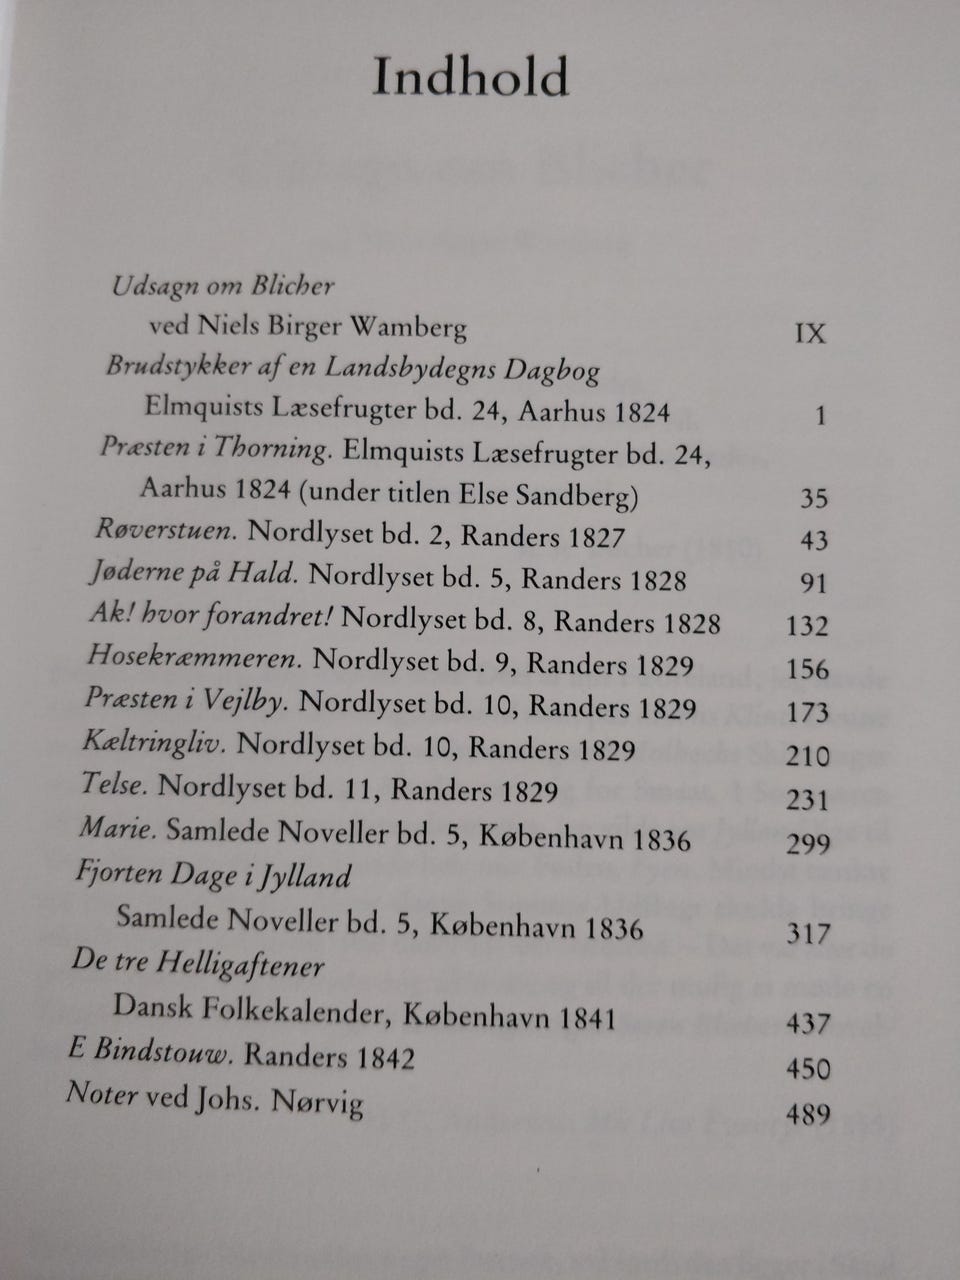 Indhold
Udsagn om Blicher
ved Niels Birger Wamberg IX
Brudstykker af en Landsbydegns Dagbog
Elmquists Læsefrugter bd. 24, Aarhus 1824 1
Præsten i Thorning. Elmquists Læsefrugter bd. 24,
Aarhus 1824 (under titlen Else Sandberg) 35
Røverstuen. Nordlyset bd. 2, Randers 1827 43
Jøderne på Hald. Nordlyset bd. 5, Randers 1828 91
Ak! hvor forandret! Nordlyset bd. 8, Randers 1828 132
Hosekræmmeren. Nordlyset bd. 9, Randers 1829 156
Præsten i Vejlby. Nordlyset bd. 10, Randers 1829 173
Kæltringliv. Nordlyset bd. 10, Randers 1829 210
Telse. Nordlyset bd. 11, Randers 1829 231
Marie. Samlede Noveller bd. 5, København 1836 299
Fjorten Dage i Jylland
Samlede Noveller bd. 5, København 1836 317
De tre Helligaftener
Dansk Folkekalender, København 1841 437
E Bindstouw. Randers 1842 450
Noter ved Johs. Nørvig 489